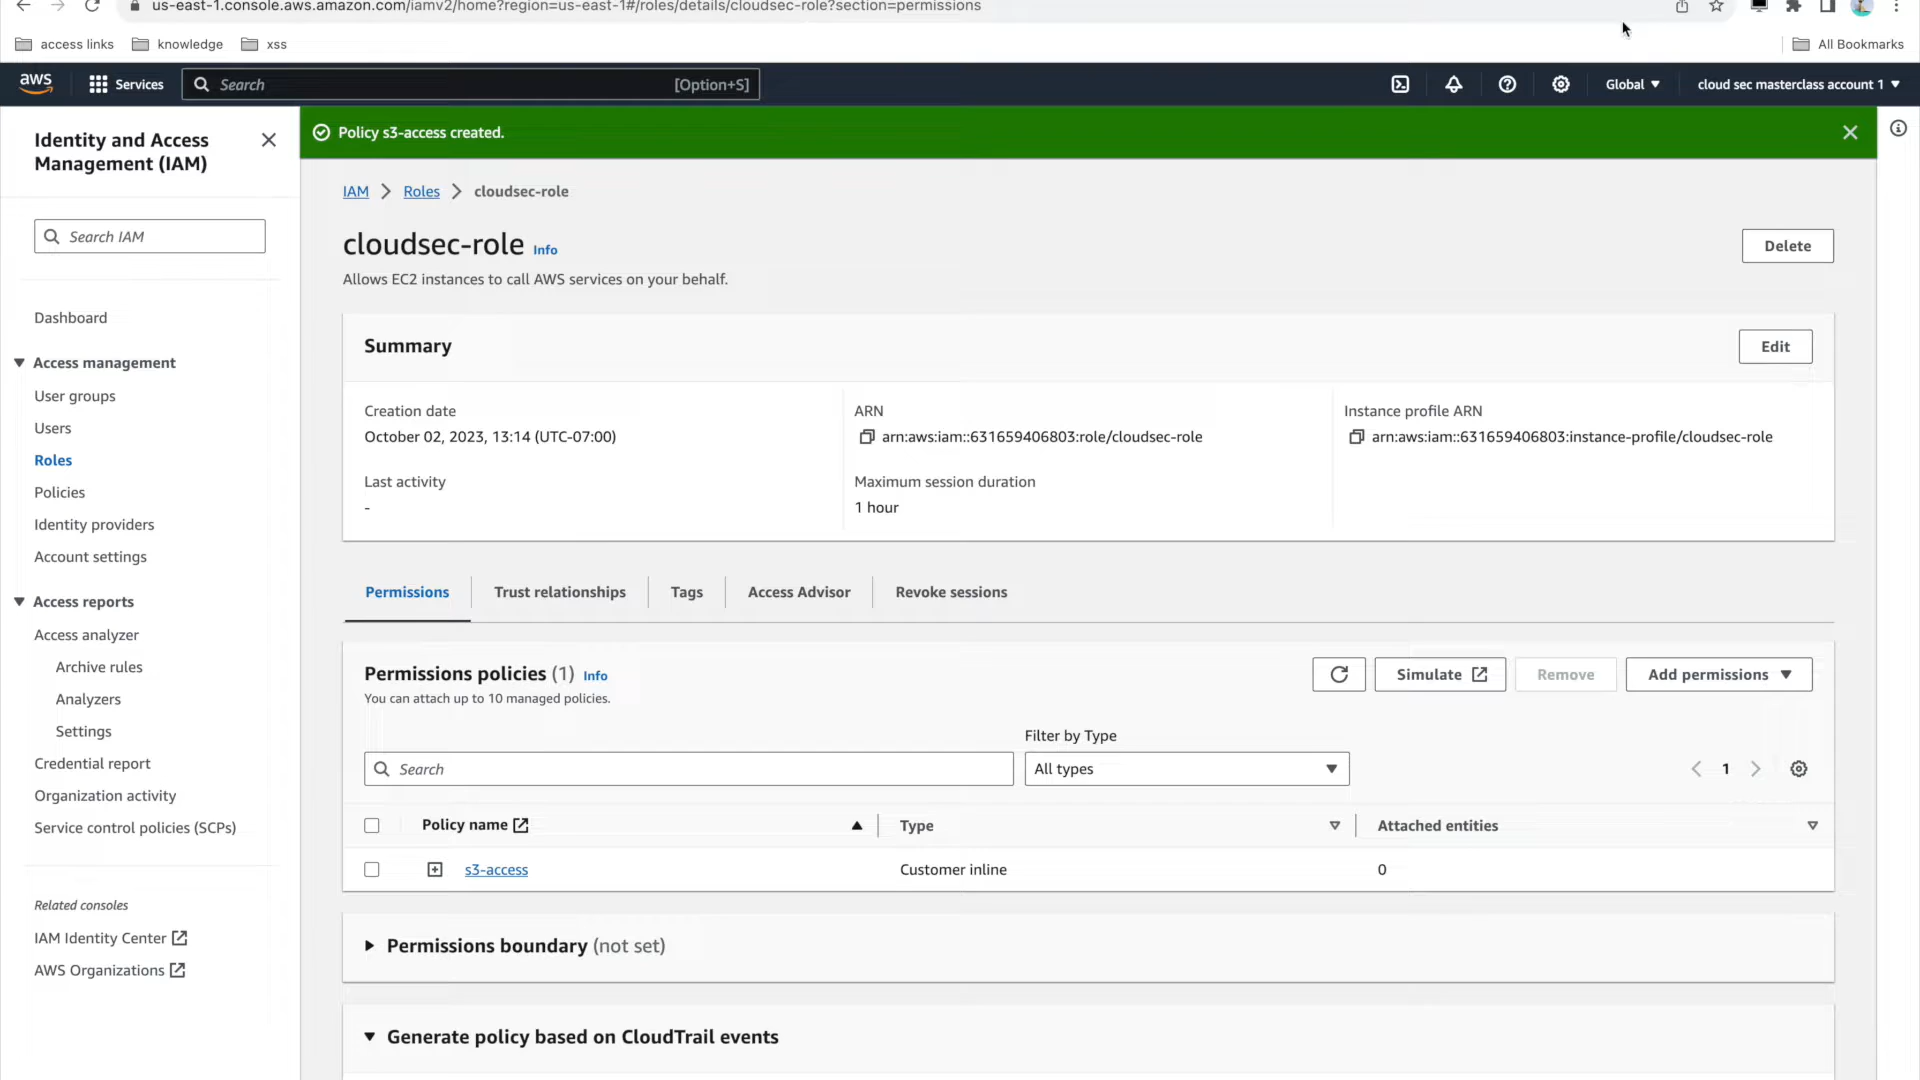 us-east-1.console.aws.amazon.com/iamv2/home?region=us-east-1#/roles/details/cloudsec-role?section=permissions
access links
knowledge
xss
All Bookmarks
aws
Services
Search
[Option+S]
Global
cloud sec masterclass account 1
Identity and Access
Management (IAM)
Search IAM
Dashboard
Access management
User groups
Users
Roles
Policies
Identity providers
Account settings
Access reports
Access analyzer
Archive rules
Analyzers
Settings
Credential report
Organization activity
Service control policies (SCPs)
Related consoles
IAM Identity Center
AWS Organizations
Policy s3-access created.
IAM > Roles > cloudsec-role
cloudsec-role Info
Delete
Allows EC2 instances to call AWS services on your behalf.
Summary
Edit
Creation date
October 02, 2023, 13:14 (UTC-07:00)
ARN
arn:aws:iam::631659406803:role/cloudsec-role
Instance profile ARN
arn:aws:iam::631659406803:instance-profile/cloudsec-role
Last activity
-
Maximum session duration
1 hour
Permissions
Trust relationships
Tags
Access Advisor
Revoke sessions
Permissions policies (1) Info
You can attach up to 10 managed policies.
Simulate
Remove
Add permissions
Filter by Type
Search
All types
1
Policy name
Type
Attached entities
s3-access
Customer inline
0
Permissions boundary (not set)
Generate policy based on CloudTrail events